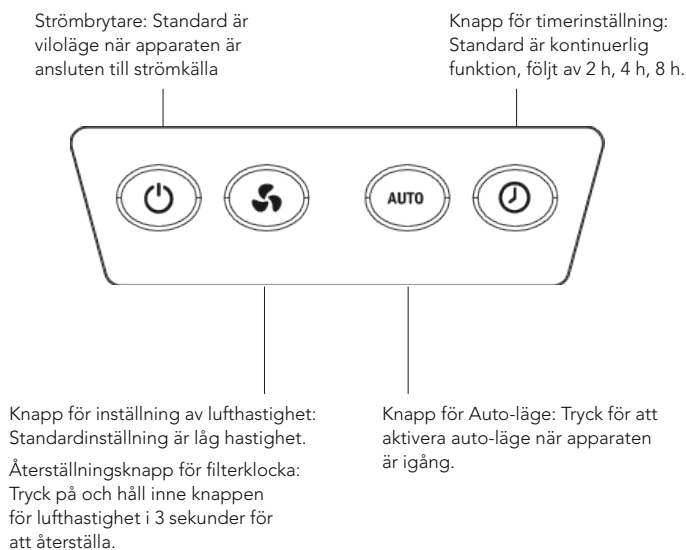 Strömbrytare: Standard är
viloläge när apparaten är
ansluten till strömkälla
Knapp för timerinställning:
Standard är kontinuerlig
funktion, följt av 2 h, 4 h, 8 h.
AUTO
Knapp för inställning av lufthastighet:
Standardinställning är låg hastighet.
Återställningsknapp för filterklocka:
Tryck på och håll inne knappen
för lufthastighet i 3 sekunder för
att återställa.
Knapp för Auto-läge: Tryck för att
aktivera auto-läge när apparaten
är igång.